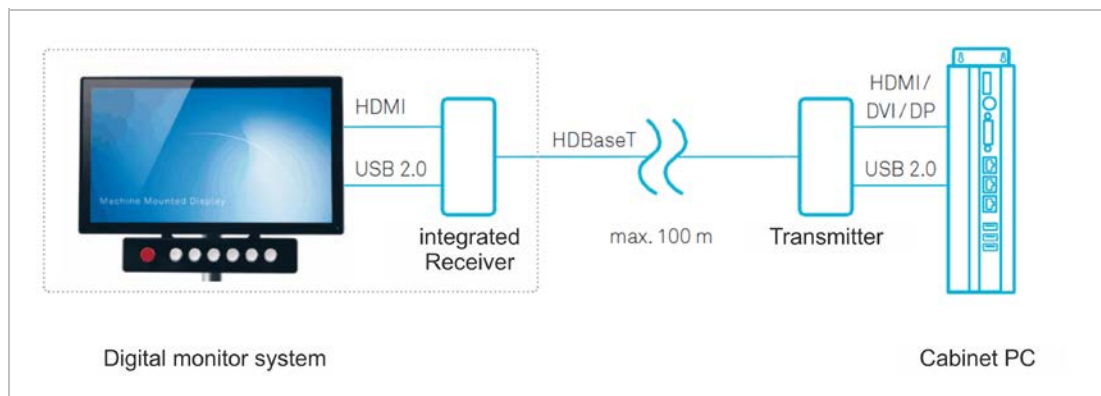 HDMI
USB 2.0
Machine Mounted Display
integrated
Receiver
HDBaseT
max. 100 m
Transmitter
HDMI/
DVI/DP
USB 2.0
Digital monitor system
Cabinet PC